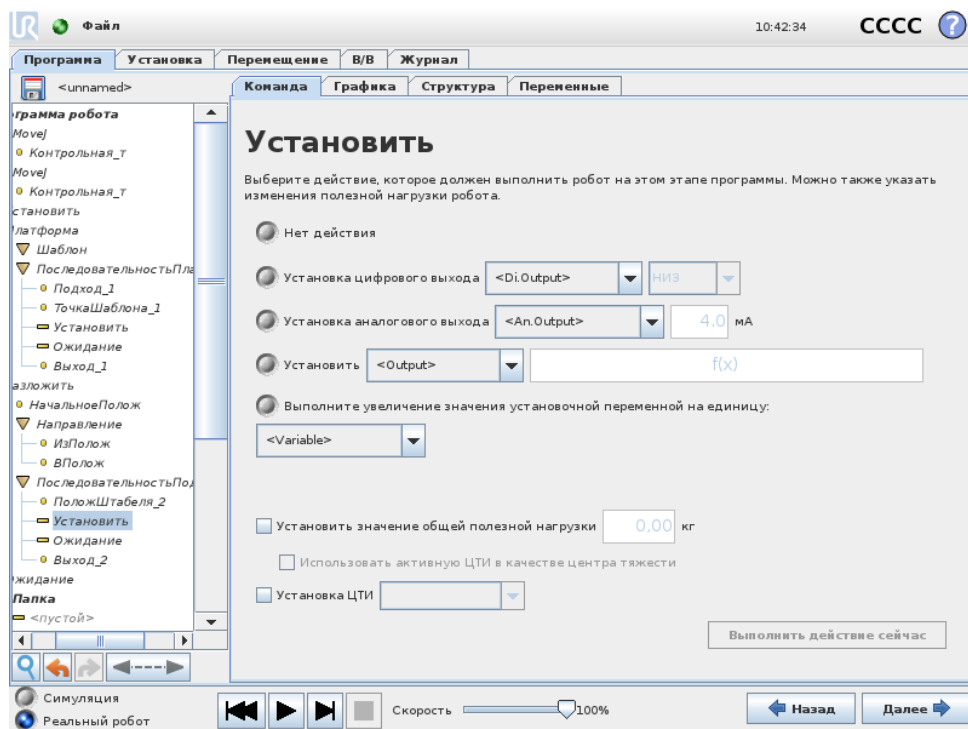 UR Файл 10:42:34 CCCC ?
Программа Установка Перемещение В/В Журнал
<unnamed>
Команда Графика Структура Переменные
грамма робота
MoveJ
Контрольная_т
MoveJ
Контрольная_т
становить
латформа
Шаблон
ПоследовательностьПла
Подход_1
ТочкаШаблона_1
Установить
Ожидание
Выход_1
азложить
НачальноеПолож
Направление
ИзПолож
ВПолож
ПоследовательностьПод
ПоложШтабеля_2
Установить
Ожидание
Выход_2
жидание
Папка
<пустой>
Установить
Выберите действие, которое должен выполнить робот на этом этапе программы. Можно также указать
изменения полезной нагрузки робота.
Нет действия
Установка цифрового выхода <Di.Output> НИЗ
Установка аналогового выхода <An.Output> 4,0 мА
Установить <Output> f(x)
Выполните увеличение значения установочной переменной на единицу:
<Variable>
Установить значение общей полезной нагрузки 0,00 кг
Использовать активную ЦТИ в качестве центра тяжести
Установка ЦТИ
Выполнить действие сейчас
Симуляция
Реальный робот
Скорость 100%
Назад Далее